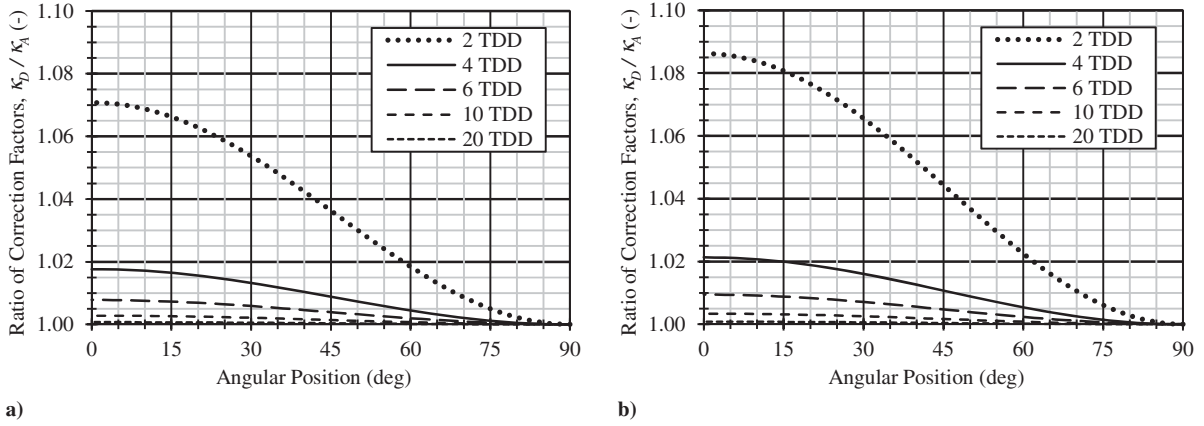 1.10
1.08
1.06
1.04
1.02
1.00
Ratio of Correction Factors, κD / κA (-)
2 TDD
4 TDD
6 TDD
10 TDD
20 TDD
0 15 30 45 60 75 90
Angular Position (deg)
a)
1.10
1.08
1.06
1.04
1.02
1.00
Ratio of Correction Factors, κD / κA (-)
2 TDD
4 TDD
6 TDD
10 TDD
20 TDD
0 15 30 45 60 75 90
Angular Position (deg)
b)